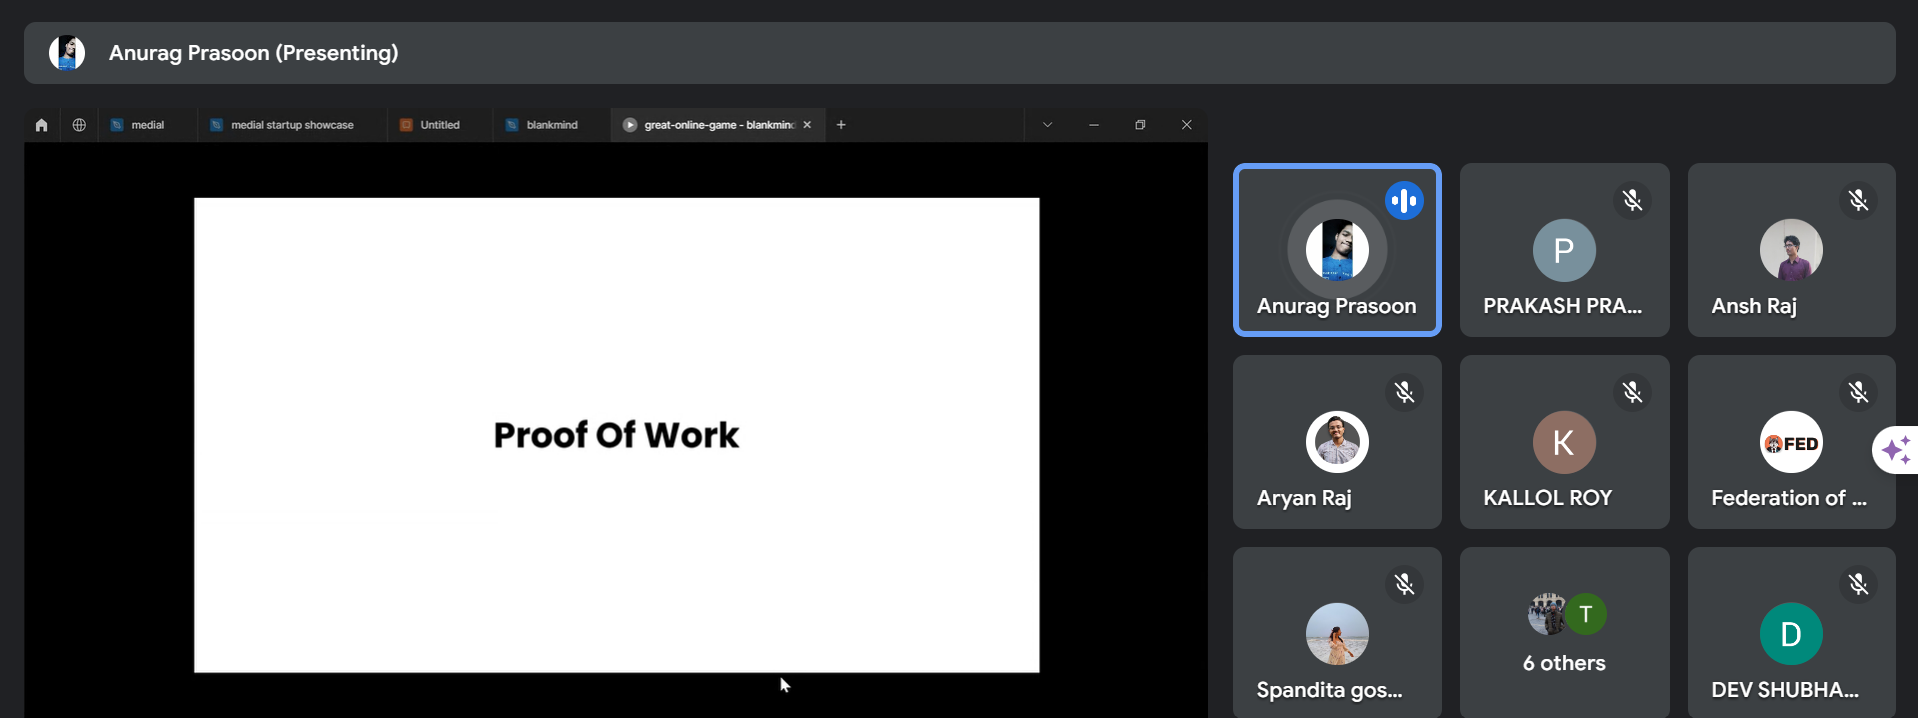 Anurag Prasoon (Presenting)
medial
medial startup showcase
Untitled
blankmind
great-online-game - blankmind
Proof Of Work
Anurag Prasoon
P
PRAKASH PRA...
Ansh Raj
Aryan Raj
K
KALLOL ROY
FED
Federation of ...
Spandita gos...
T
6 others
D
DEV SHUBHA...